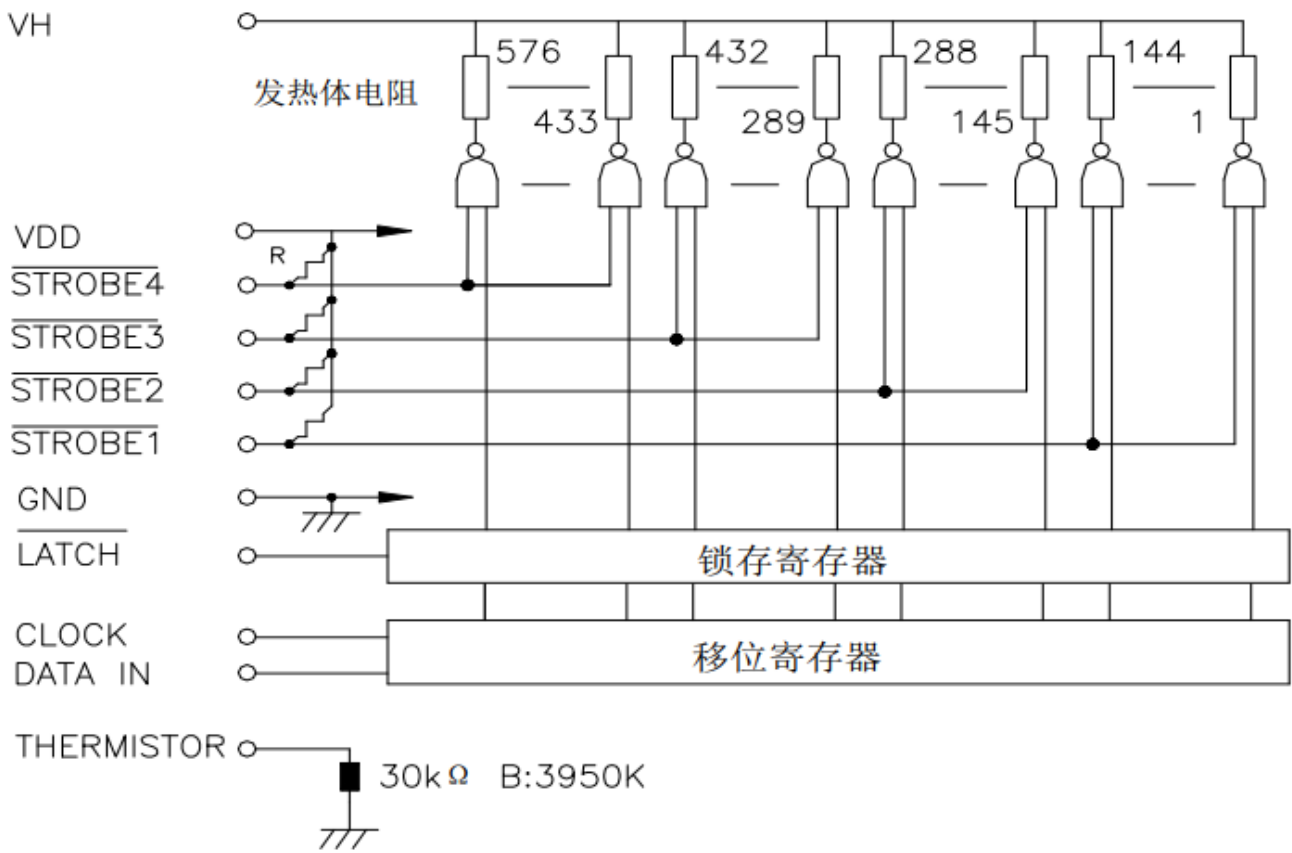 VH
576
432
288
144
发热体电阻
433
289
145
1
VDD
R
STROBE4
STROBE3
STROBE2
STROBE1
GND
LATCH
锁存寄存器
CLOCK
DATA IN
移位寄存器
THERMISTOR
30kΩ B:3950K